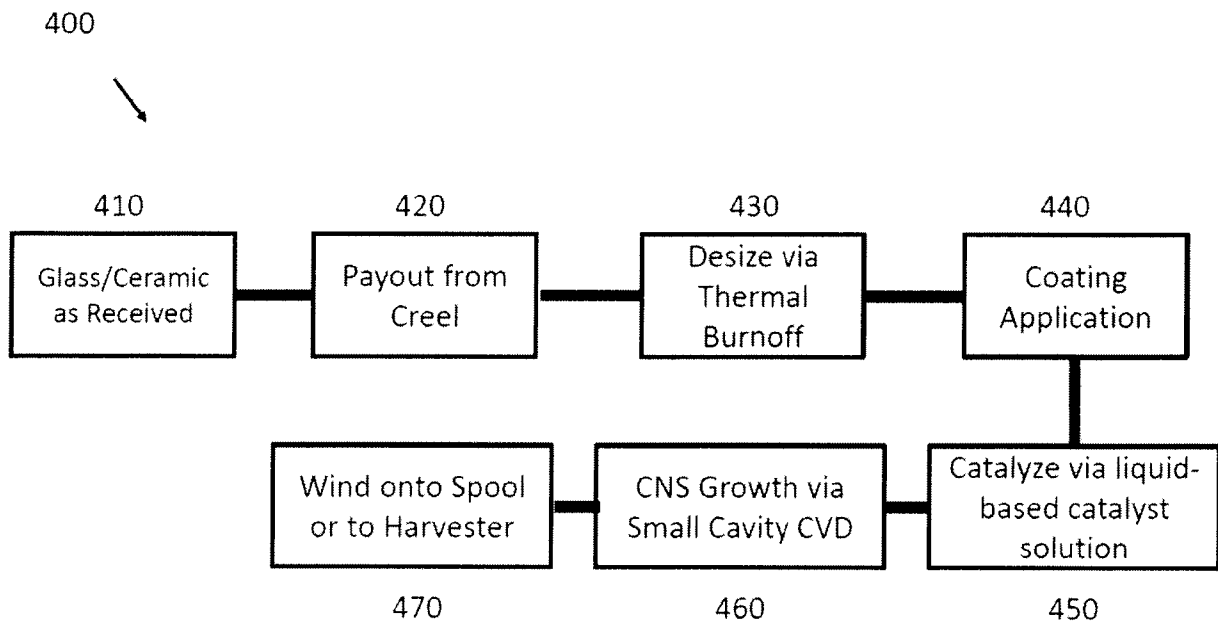 400
410
Glass/Ceramic
as Received
420
Payout from
Creel
430
Desize via
Thermal
Burnoff
440
Coating
Application
Catalyze via liquid-
based catalyst
solution
450
CNS Growth via
Small Cavity CVD
460
Wind onto Spool
or to Harvester
470